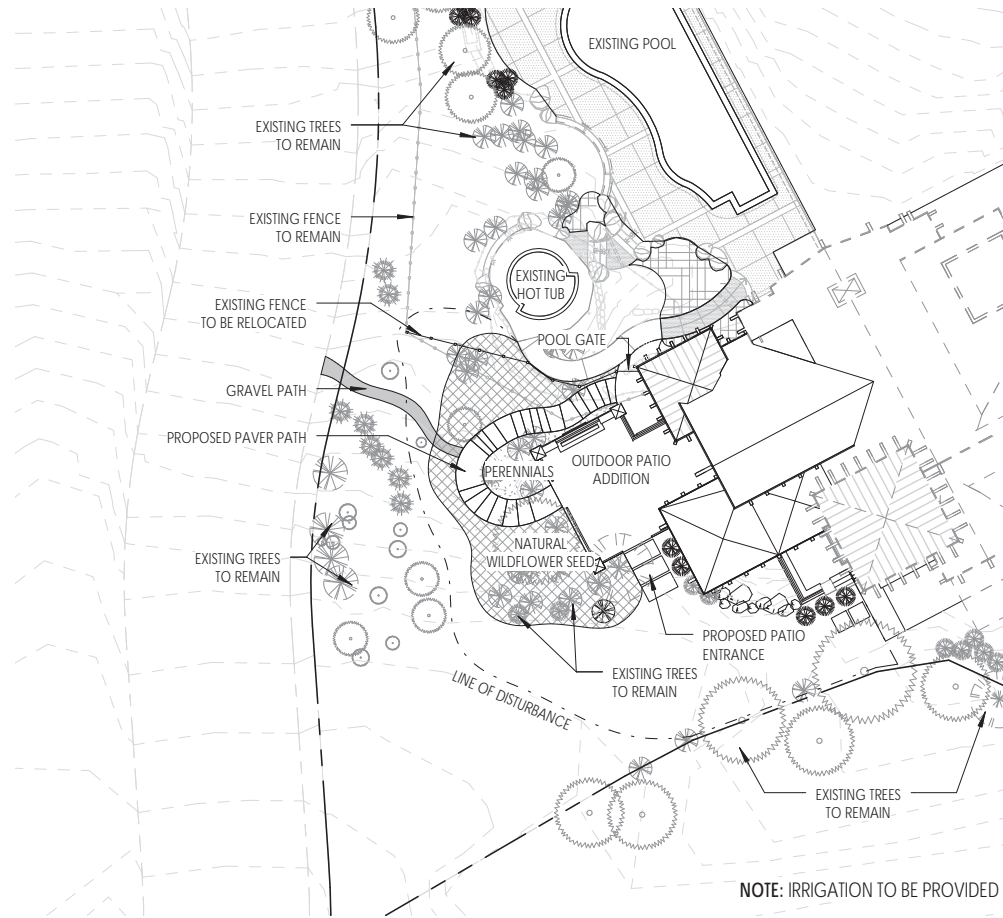 EXISTING POOL
EXISTING TREES
TO REMAIN
EXISTING FENCE
TO REMAIN
EXISTING
HOT TUB
EXISTING FENCE
TO BE RELOCATED
POOL GATE
GRAVEL PATH
PROPOSED PAVER PATH
PERENNIALS
OUTDOOR PATIO
ADDITION
NATURAL
WILDFLOWER SEED
EXISTING TREES
TO REMAIN
PROPOSED PATIO
ENTRANCE
EXISTING TREES
TO REMAIN
LINE OF DISTURBANCE
EXISTING TREES
TO REMAIN
NOTE: IRRIGATION TO BE PROVIDED